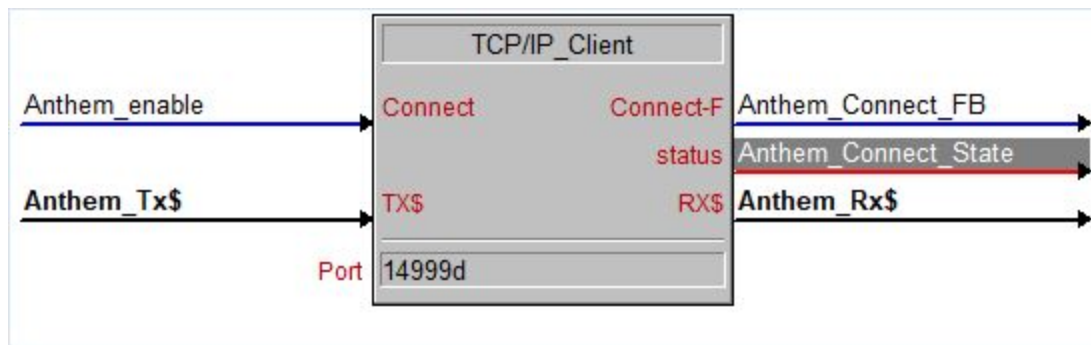 TCP/IP_Client
Anthem_enable Connect Connect-F Anthem_Connect_FB
status Anthem_Connect_State
Anthem_Tx$ TX$ RX$ Anthem_Rx$
Port 14999d